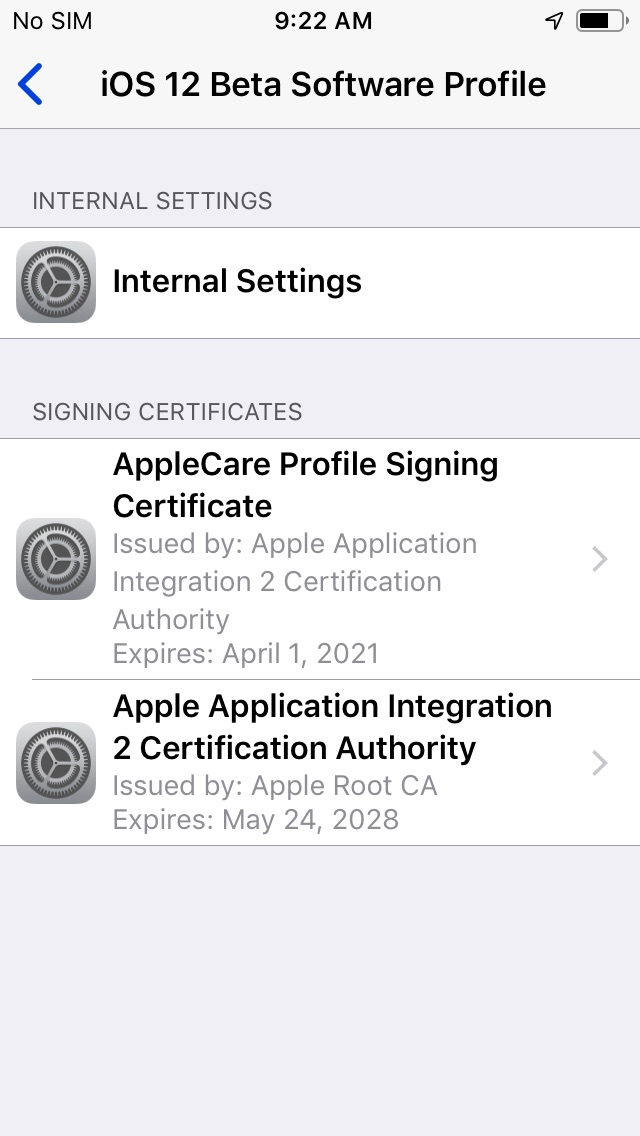 No SIM 9:22 AM
iOS 12 Beta Software Profile
INTERNAL SETTINGS
Internal Settings
SIGNING CERTIFICATES
AppleCare Profile Signing
Certificate
Issued by: Apple Application
Integration 2 Certification
Authority
Expires: April 1, 2021
Apple Application Integration
2 Certification Authority
Issued by: Apple Root CA
Expires: May 24, 2028